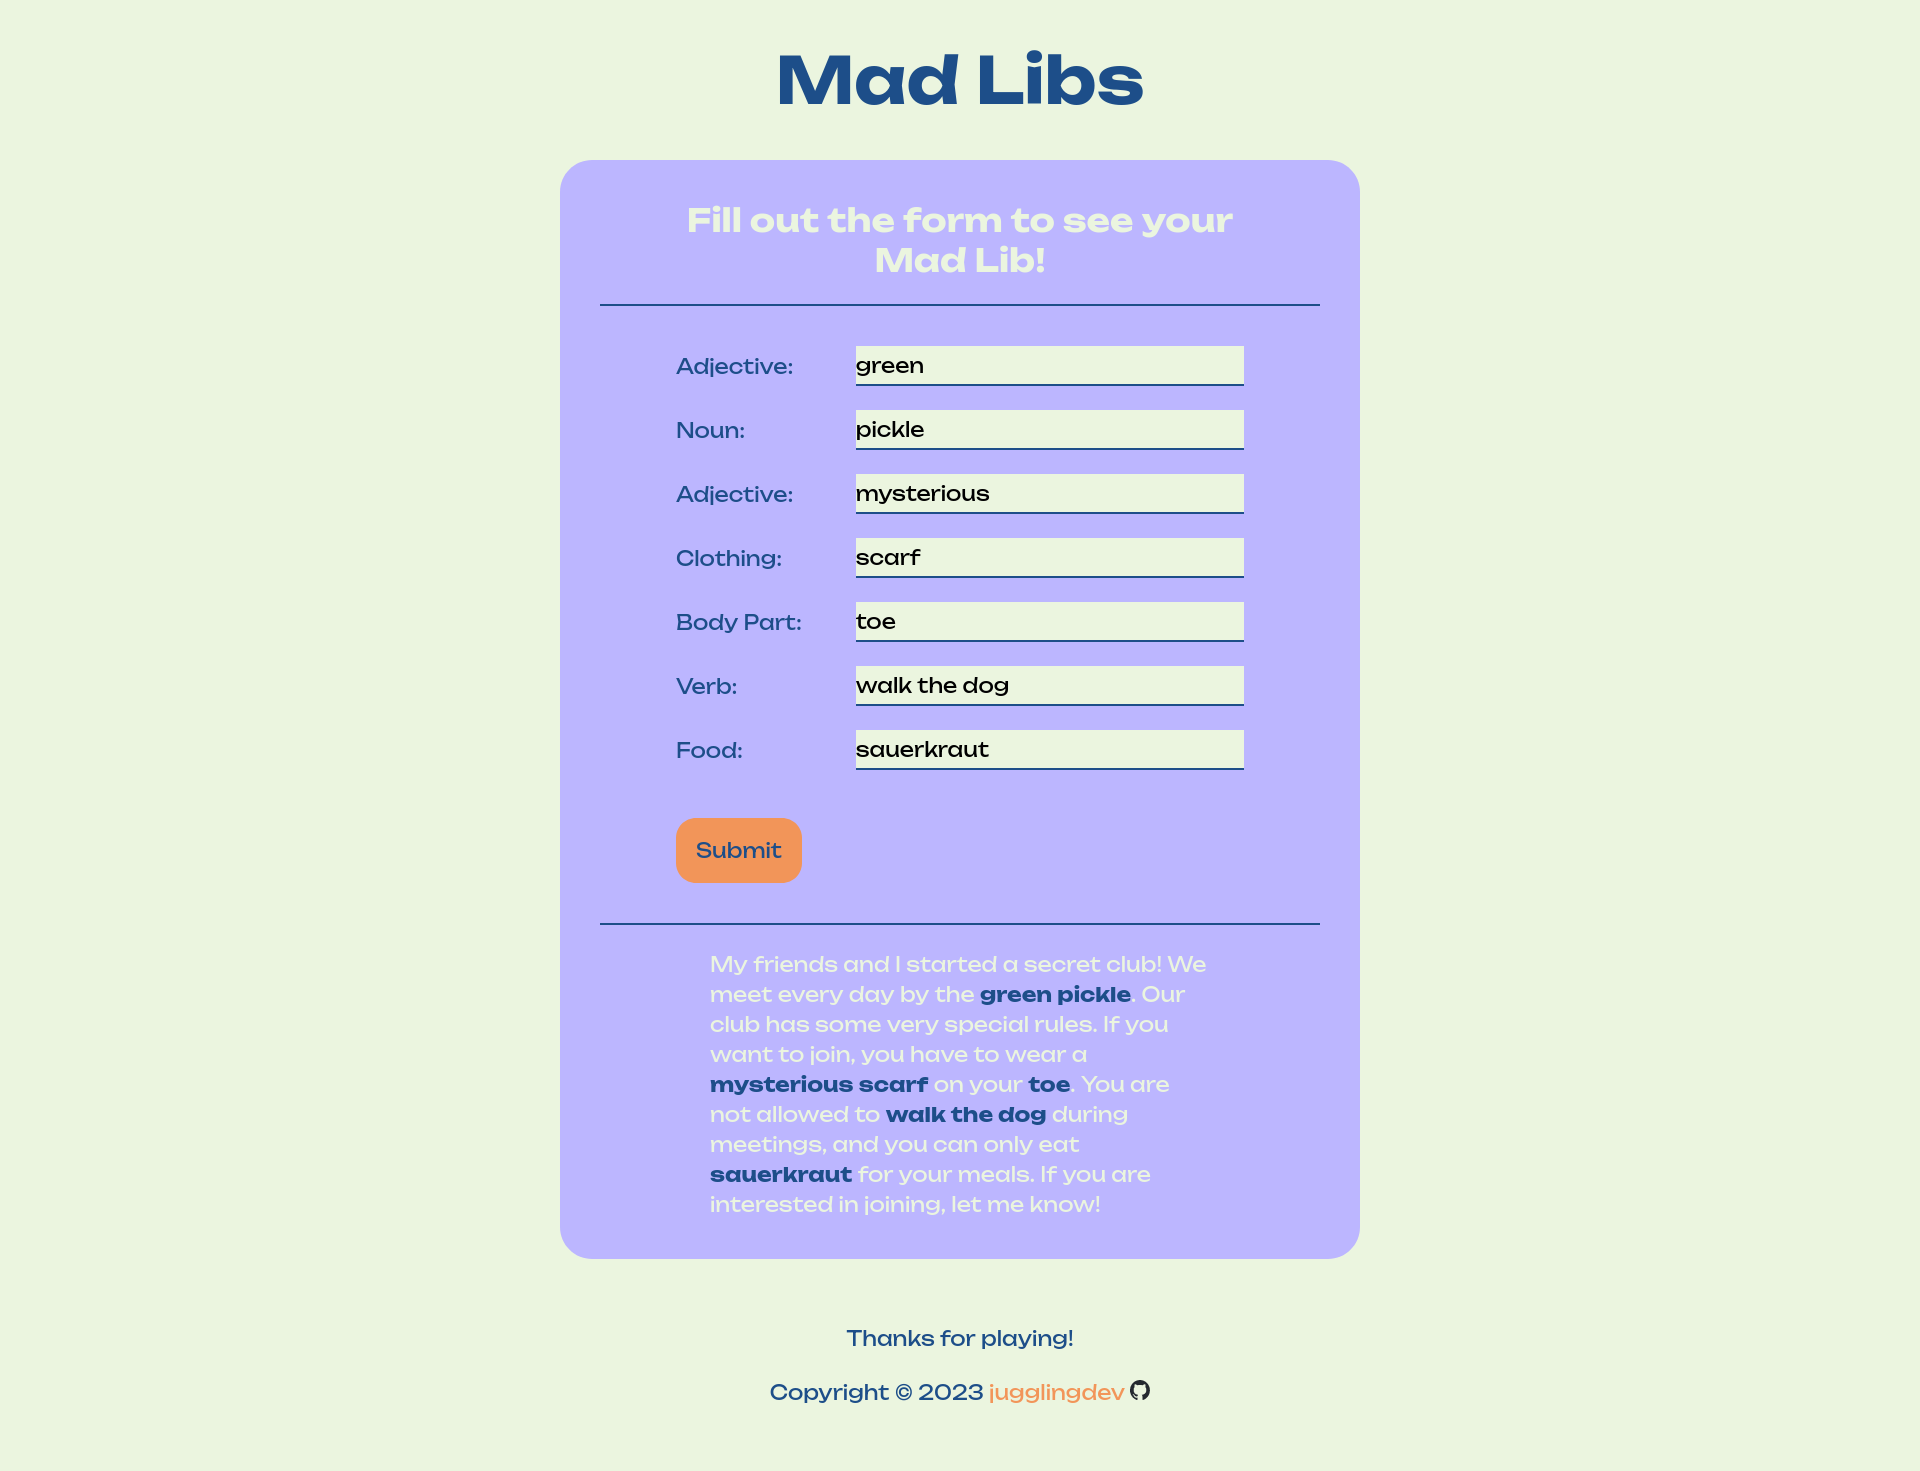 Mad Libs
Fill out the form to see your
Mad Lib!
Adjective: green
Noun: pickle
Adjective: mysterious
Clothing: scarf
Body Part: toe
Verb: walk the dog
Food: sauerkraut
Submit
My friends and I started a secret club! We
meet every day by the green pickle. Our
club has some very special rules. If you
want to join, you have to wear a
mysterious scarf on your toe. You are
not allowed to walk the dog during
meetings, and you can only eat
sauerkraut for your meals. If you are
interested in joining, let me know!
Thanks for playing!
Copyright © 2023 jugglingdev